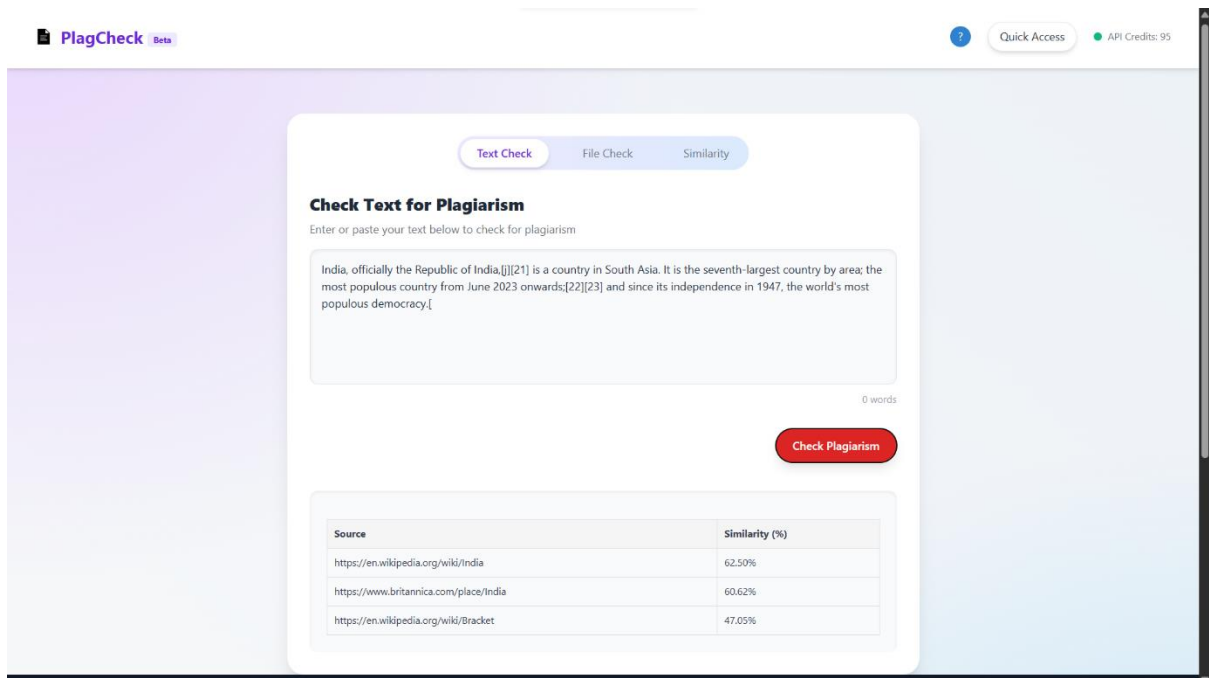 PlagCheck Beta
? Quick Access API Credits: 95
Text Check File Check Similarity
Check Text for Plagiarism
Enter or paste your text below to check for plagiarism
India, officially the Republic of India,[j][21] is a country in South Asia. It is the seventh-largest country by area; the
most populous country from June 2023 onwards;[22][23] and since its independence in 1947, the world's most
populous democracy.[
0 words
Check Plagiarism
Source Similarity (%)
https://en.wikipedia.org/wiki/India 62.50%
https://www.britannica.com/place/India 60.62%
https://en.wikipedia.org/wiki/Bracket 47.05%